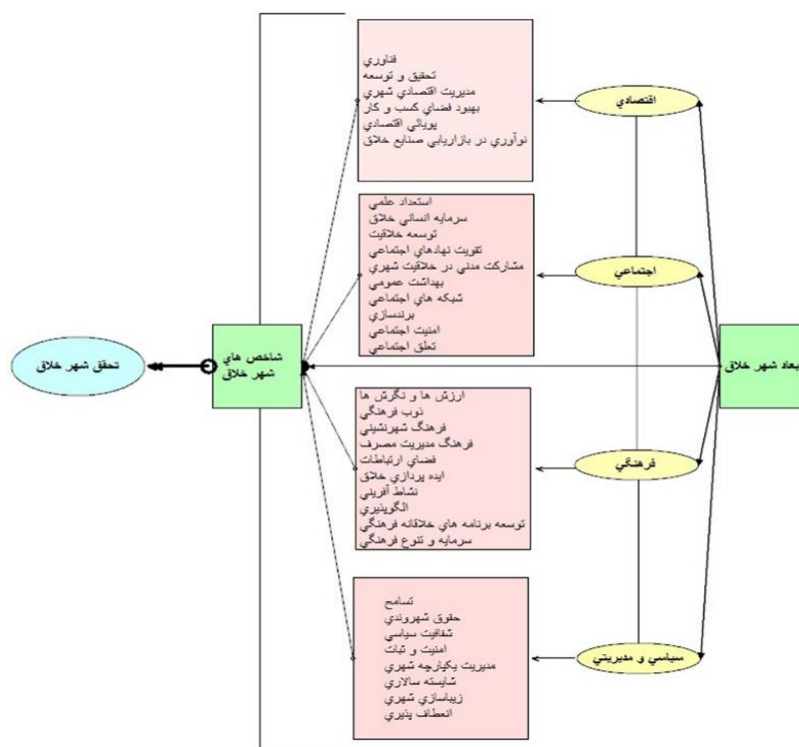 ابعاد شهر خلاق
اقتصادي
فناوري
تحقيق و توسعه
مديريت اقتصادي شهري
بهبود فضاي كسب و كار
پويائي اقتصادي
نوآوري در بازاريابي صنايع خلاق
اجتماعي
استعداد علمي
سرمايه انساني خلاق
توسعه خلاقيت
تقويت نهادهاي اجتماعي
مشاركت مدني در خلاقيت شهري
بهداشت عمومي
شبكه هاي اجتماعي
برندسازي
امنيت اجتماعي
تعلق اجتماعي
فرهنگي
ارزش ها و نگرش ها
ذوب فرهنگي
فرهنگ شهرنشيني
فرهنگ مديريت مصرف
فضاي ارتباطات
ايده پردازي خلاق
نشاط آفريني
الگوپذيري
توسعه برنامه هاي خلاقانه فرهنگي
سرمايه و تنوع فرهنگي
سياسي و مديريتي
تسامح
حقوق شهروندي
شفافيت سياسي
امنيت و ثبات
مديريت يكپارچه شهري
شايسته سالاري
زيباسازي شهري
انعطاف پذيري
شاخص هاي
شهر خلاق
تحقق شهر خلاق